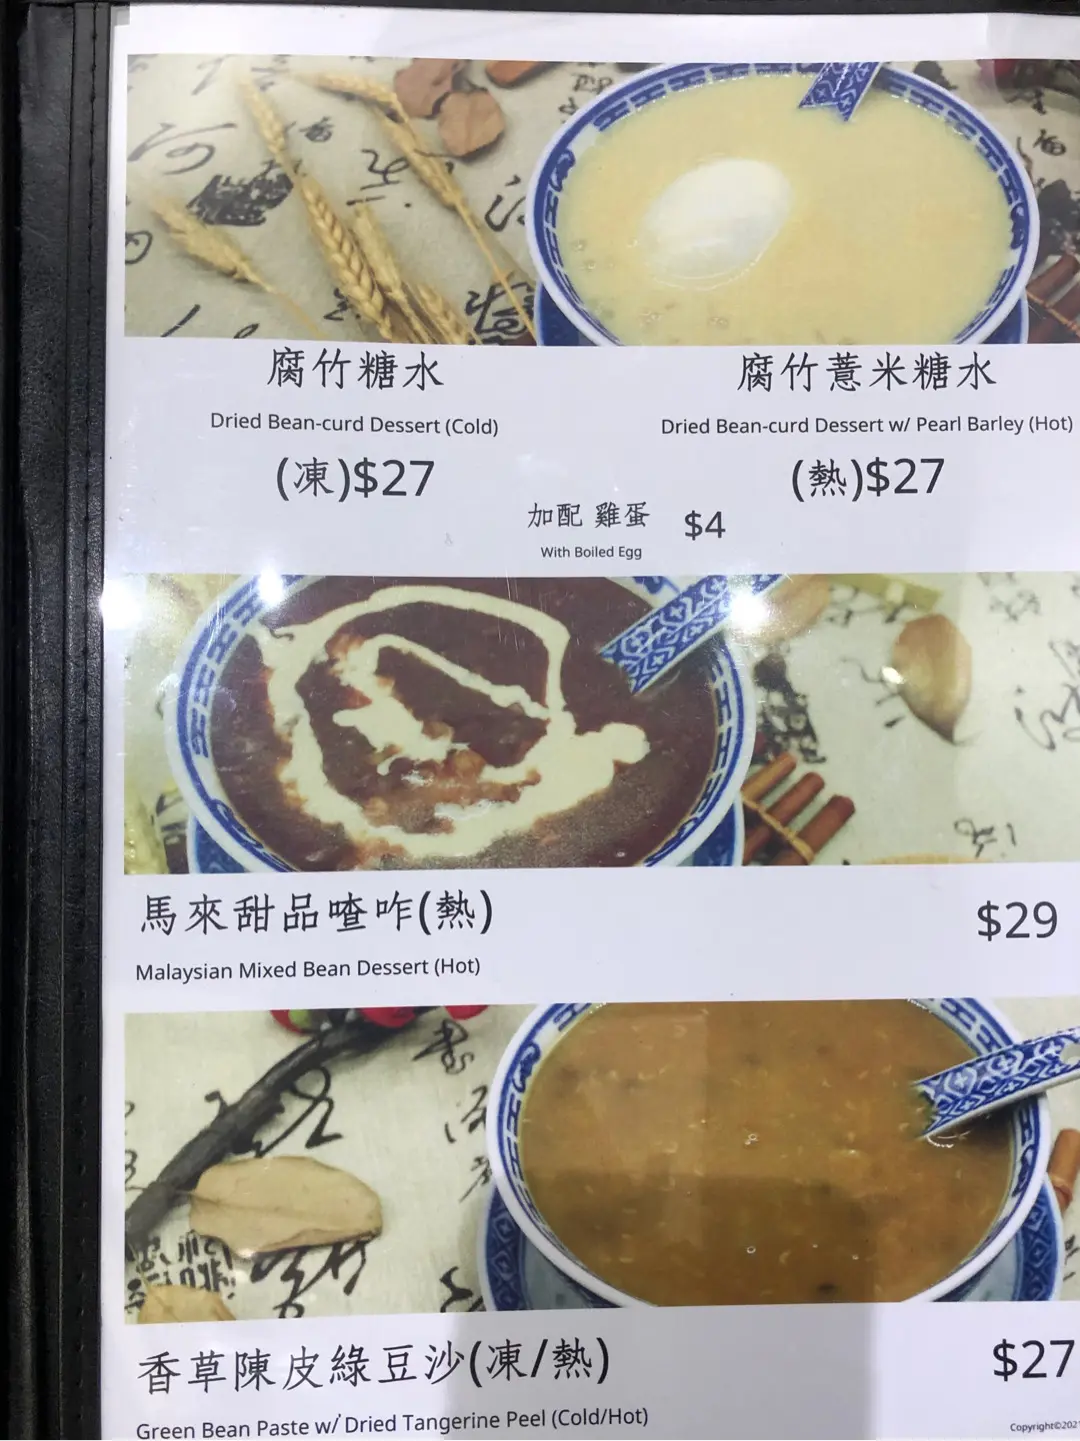 腐竹糖水
Dried Bean-curd Dessert (Cold)
(凍)$27
腐竹薏米糖水
Dried Bean-curd Dessert w/ Pearl Barley (Hot)
(熱)$27
加配 雞蛋 $4
With Boiled Egg
馬來甜品喳咋(熱) $29
Malaysian Mixed Bean Dessert (Hot)
香草陳皮綠豆沙(凍/熱) $27
Green Bean Paste w/ Dried Tangerine Peel (Cold/Hot)
Copyright©2021